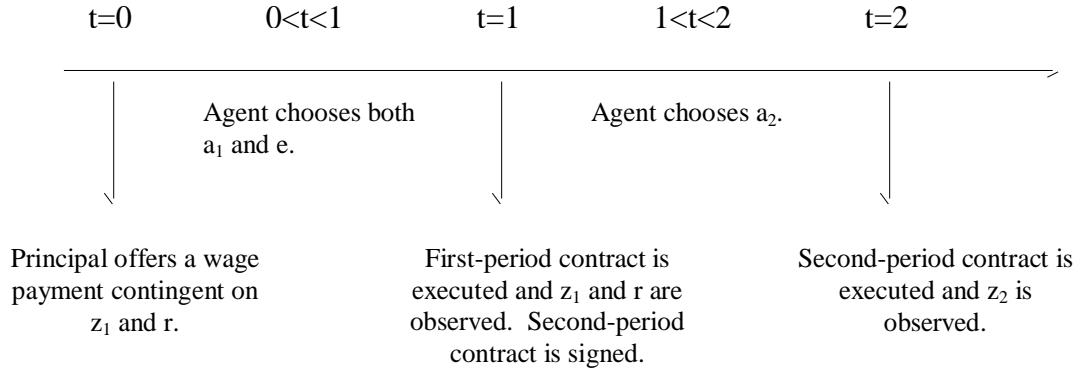 t=0 0<t<1 t=1 1<t<2 t=2
Agent chooses both
a₁ and e.
Agent chooses a₂.
Principal offers a wage
payment contingent on
z₁ and r.
First-period contract is
executed and z₁ and r are
observed. Second-period
contract is signed.
Second-period contract is
executed and z₂ is
observed.